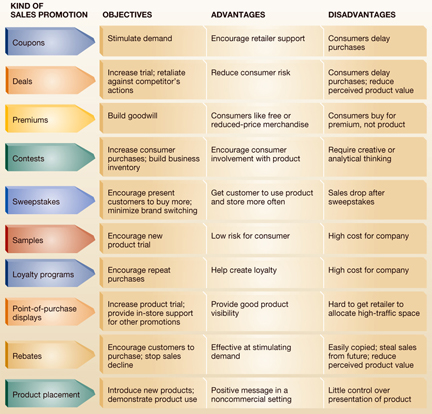 KIND OF
SALES PROMOTION OBJECTIVES ADVANTAGES DISADVANTAGES
Coupons
Stimulate demand
Encourage retailer support
Consumers delay
purchases
Deals
Increase trial; retaliate
against competitor's
actions
Reduce consumer risk
Consumers delay
purchases; reduce
perceived product value
Premiums
Build goodwill
Consumers like free or
reduced-price merchandise
Consumers buy for
premium, not product
Contests
Increase consumer
purchases; build business
inventory
Encourage consumer
involvement with product
Require creative or
analytical thinking
Sweepstakes
Encourage present
customers to buy more;
minimize brand switching
Get customer to use product
and store more often
Sales drop after
sweepstakes
Samples
Encourage new
product trial
Low risk for consumer
High cost for company
Loyalty programs
Encourage repeat
purchases
Help create loyalty
High cost for company
Point-of-purchase
displays
Increase product trial;
provide in-store support
for other promotions
Provide good product
visibility
Hard to get retailer to
allocate high-traffic space
Rebates
Encourage customers to
purchase; stop sales
decline
Effective at stimulating
demand
Easily copied; steal sales
from future; reduce
perceived product value
Product placement
Introduce new products;
demonstrate product use
Positive message in a
noncommercial setting
Little control over
presentation of product